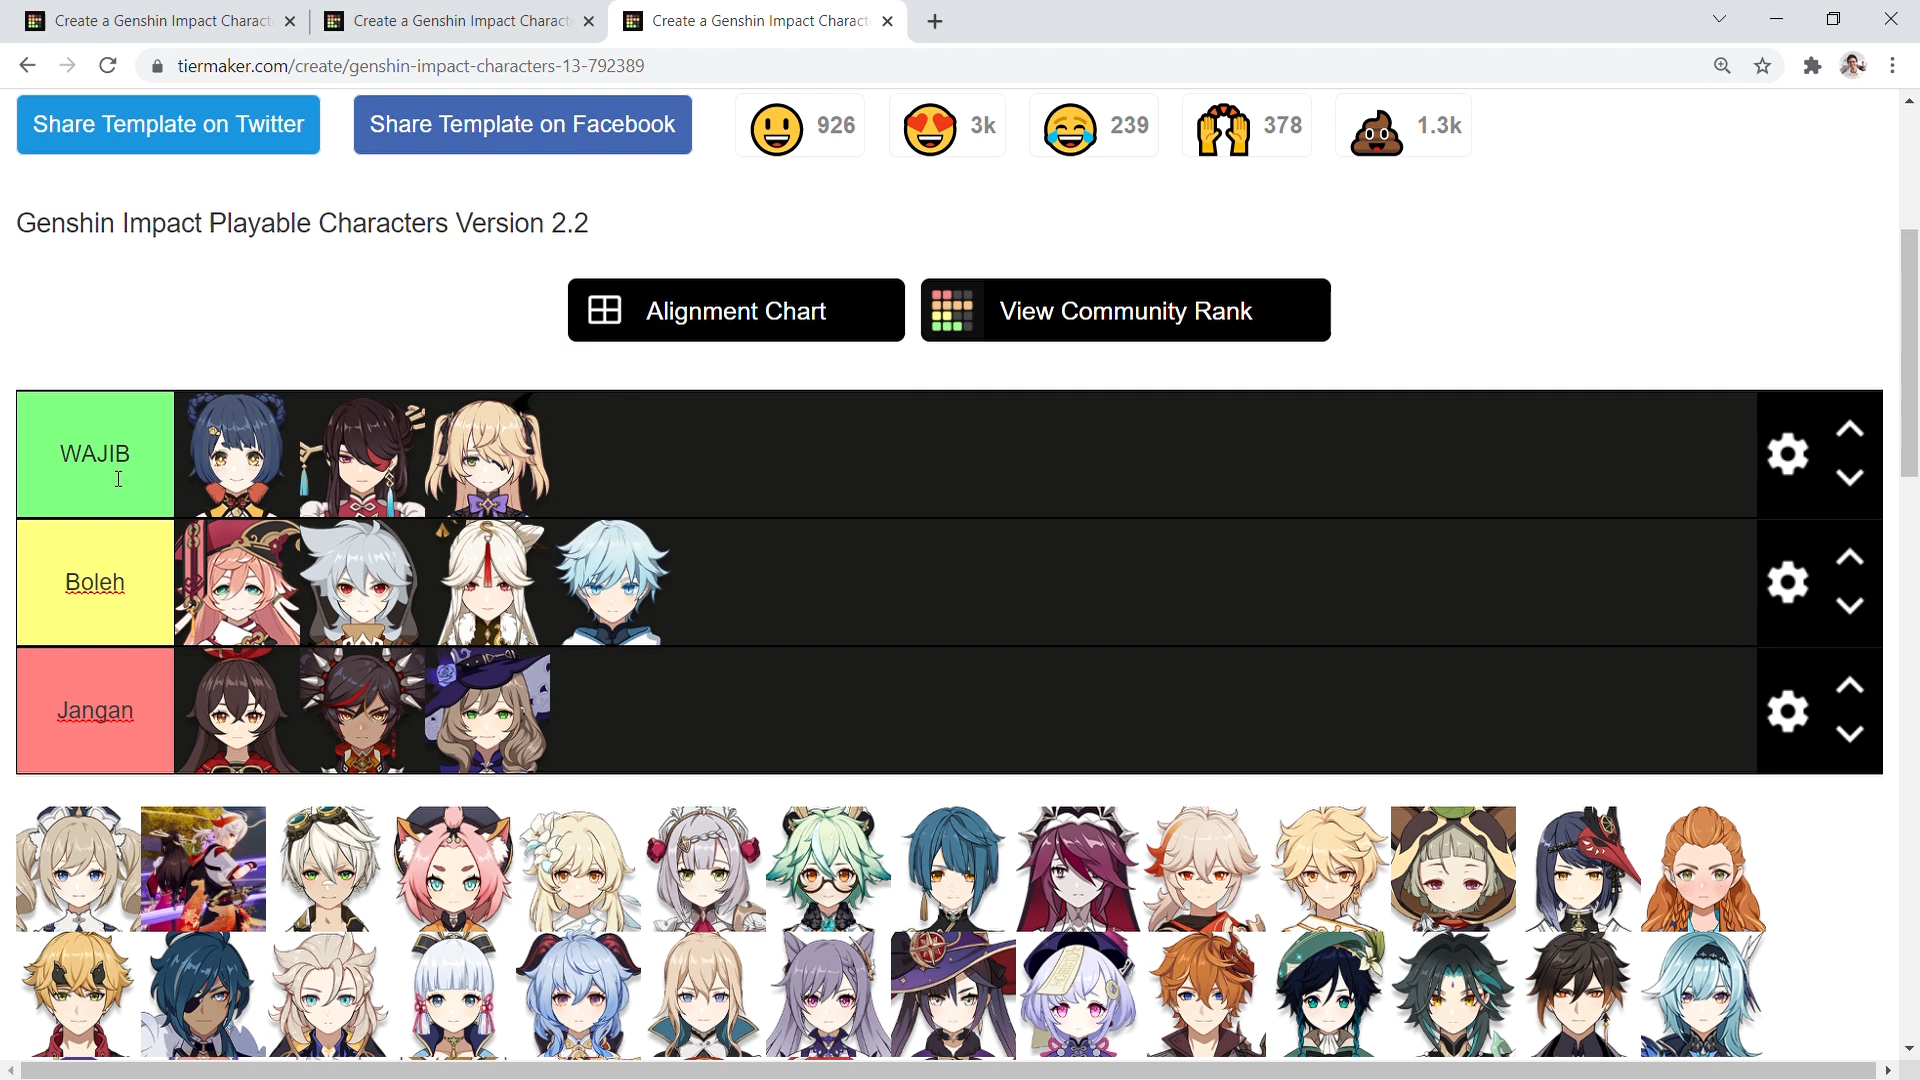 Create a Genshin Impact Charact
Create a Genshin Impact Charact
Create a Genshin Impact Charact
tiermaker.com/create/genshin-impact-characters-13-792389
Share Template on Twitter
Share Template on Facebook
926
3k
239
378
1.3k
Genshin Impact Playable Characters Version 2.2
Alignment Chart
View Community Rank
WAJIB
Boleh
Jangan